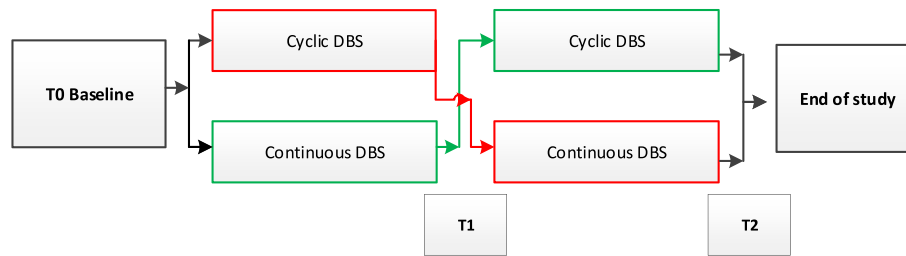 T0 Baseline
Cyclic DBS
Continuous DBS
Cyclic DBS
Continuous DBS
End of study
T1
T2